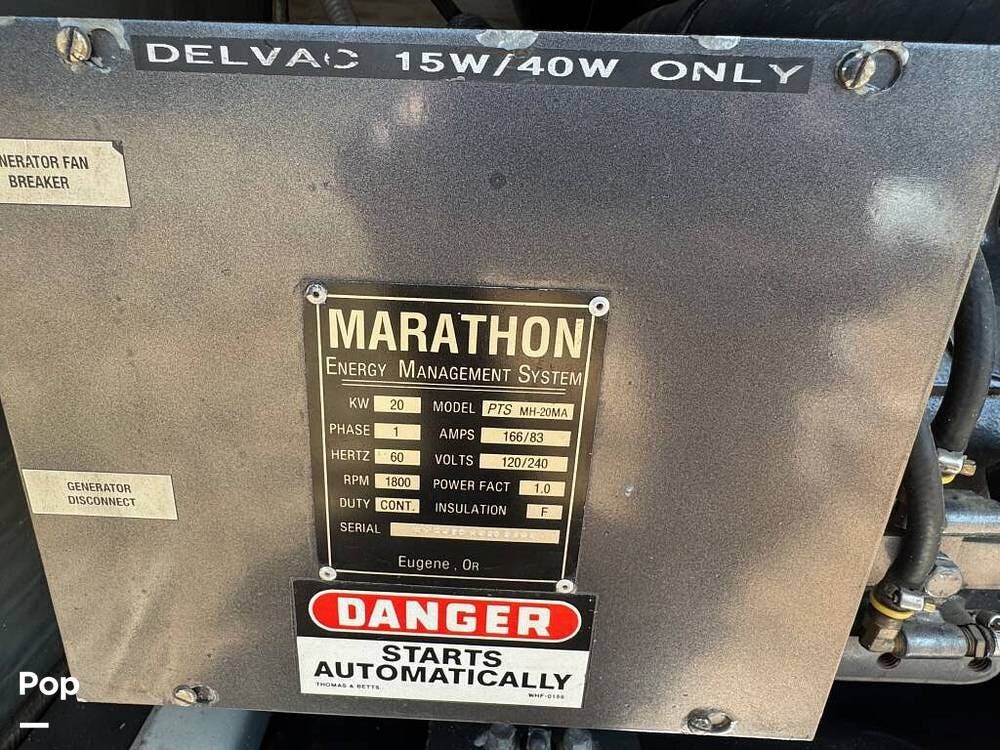 DELVAC 15W/40W ONLY
NERATOR FAN
BREAKER
MARATHON
ENERGY MANAGEMENT SYSTEM
KW 20 MODEL PTS MH-20MA
PHASE 1 AMPS 166/83
HERTZ 60 VOLTS 120/240
RPM 1800 POWER FACT 1.0
DUTY CONT. INSULATION F
SERIAL
Eugene, OR
GENERATOR
DISCONNECT
DANGER
STARTS
AUTOMATICALLY
THOMAS & BETTS WHF-0186
Pop